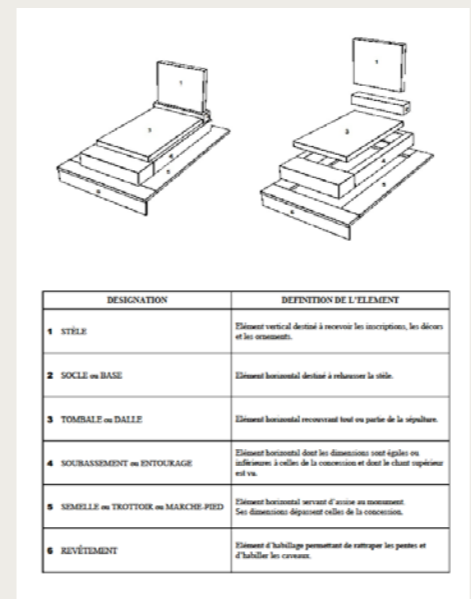 1
3
1
3
DESIGNATION
DEFINITION DE L'ELEMENT
1 STÈLE
Elément vertical destiné à recevoir les inscriptions, les décors
et les ornements.
2 SOCLE ou BASE
Elément horizontal destiné à rehausser la stèle.
3 TOMBALE ou DALLE
Elément horizontal recouvrant tout ou partie de la sépulture.
4 SOUBASSEMENT ou ENTOURAGE
Elément horizontal dont les dimensions sont égales ou
inférieures à celles de la concession et dont le chant supérieur
est vu.
5 SEMELLE ou TROTTOIR ou MARCHE-PIED
Elément horizontal servant d'assise au monument.
Ses dimensions dépassent celles de la concession.
6 REVÊTEMENT
Elément d'habillage permettant de rattraper les pentes et
d'habiller les caveaux.